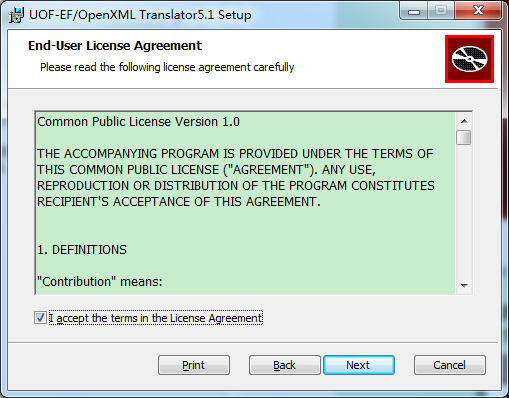 UOF-EF/OpenXML Translator5.1 Setup
End-User License Agreement
Please read the following license agreement carefully
Common Public License Version 1.0
THE ACCOMPANYING PROGRAM IS PROVIDED UNDER THE TERMS OF
THIS COMMON PUBLIC LICENSE ("AGREEMENT"). ANY USE,
REPRODUCTION OR DISTRIBUTION OF THE PROGRAM CONSTITUTES
RECIPIENT'S ACCEPTANCE OF THIS AGREEMENT.
1. DEFINITIONS
"Contribution" means:
I accept the terms in the License Agreement
Print Back Next Cancel